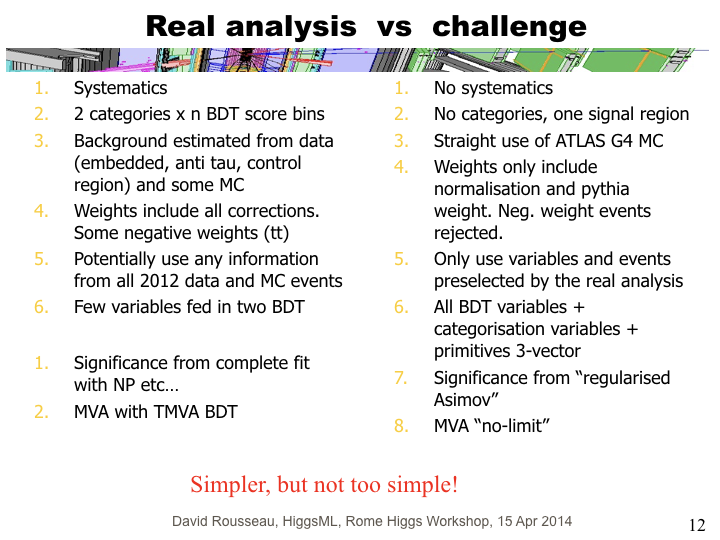 Real analysis vs challenge
1. Systematics
2. 2 categories x n BDT score bins
3. Background estimated from data
(embedded, anti tau, control
region) and some MC
4. Weights include all corrections.
Some negative weights (tt)
5. Potentially use any information
from all 2012 data and MC events
6. Few variables fed in two BDT
1. Significance from complete fit
with NP etc…
2. MVA with TMVA BDT
1. No systematics
2. No categories, one signal region
3. Straight use of ATLAS G4 MC
4. Weights only include
normalisation and pythia
weight. Neg. weight events
rejected.
5. Only use variables and events
preselected by the real analysis
6. All BDT variables +
categorisation variables +
primitives 3-vector
7. Significance from “regularised
Asimov”
8. MVA “no-limit”
Simpler, but not too simple!
David Rousseau, HiggsML, Rome Higgs Workshop, 15 Apr 2014
12